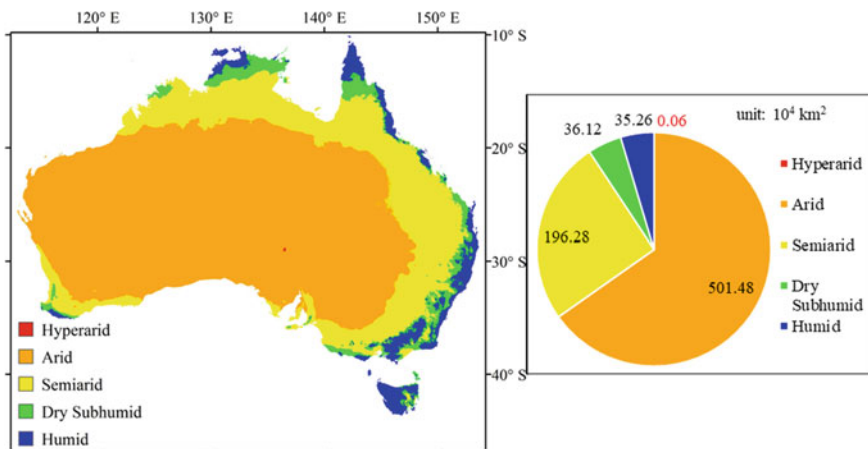 120° E
130° E
140° E
150° E
10° S
20° S
30° S
40° S
Hyperarid
Arid
Semiarid
Dry Subhumid
Humid
unit: 10⁴ km²
36.12
35.26
0.06
196.28
501.48
Hyperarid
Arid
Semiarid
Dry
Subhumid
Humid